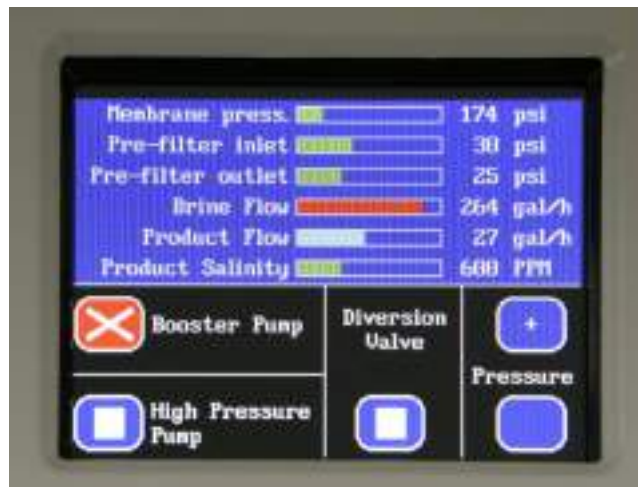 Membrane press. 174 psi
Pre-filter inlet 30 psi
Pre-filter outlet 25 psi
Brine Flow 264 gal/h
Product Flow 27 gal/h
Product Salinity 600 PPM
Booster Pump
Diversion
Valve
+
Pressure
High Pressure
Pump